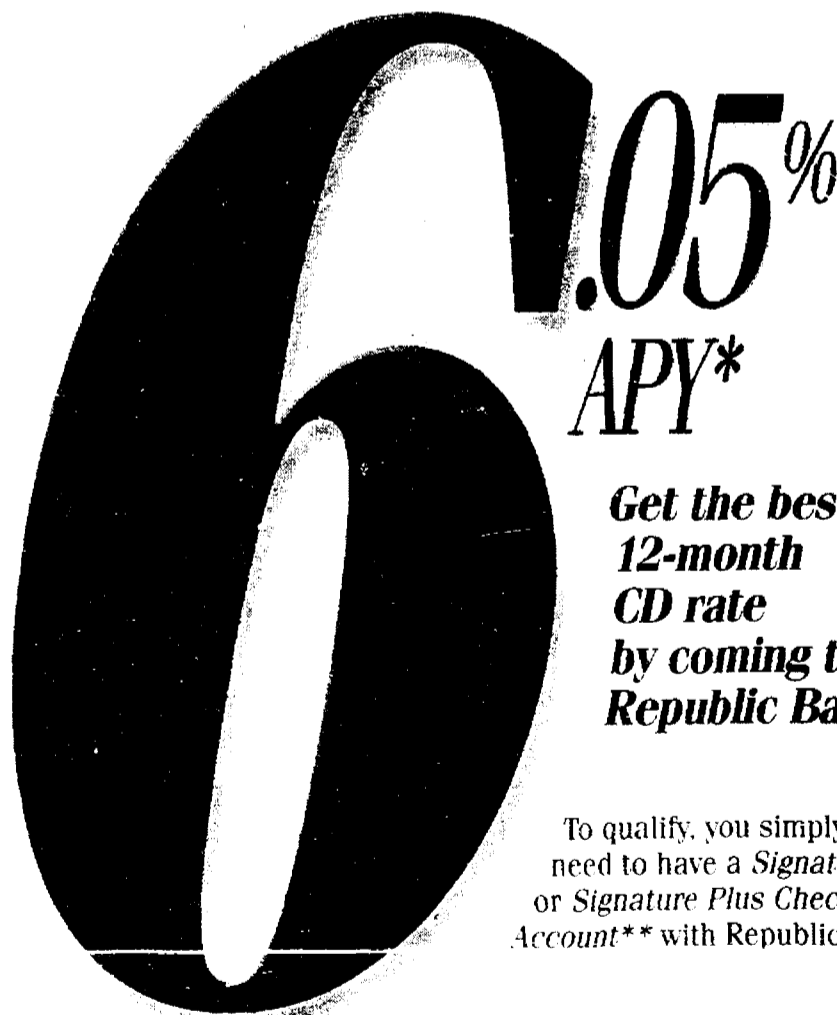 6.05%
APY*
Get the bes
12-month
CD rate
by coming t
Republic Ba
To qualify, you simply
need to have a Signat
or Signature Plus Chec
Account** with Republic